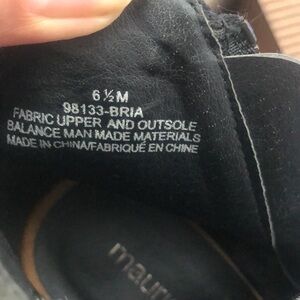 6 ½ M
98133-BRIA
FABRIC UPPER AND OUTSOLE
BALANCE MAN MADE MATERIALS
MADE IN CHINA/FABRIQUÉ EN CHINE